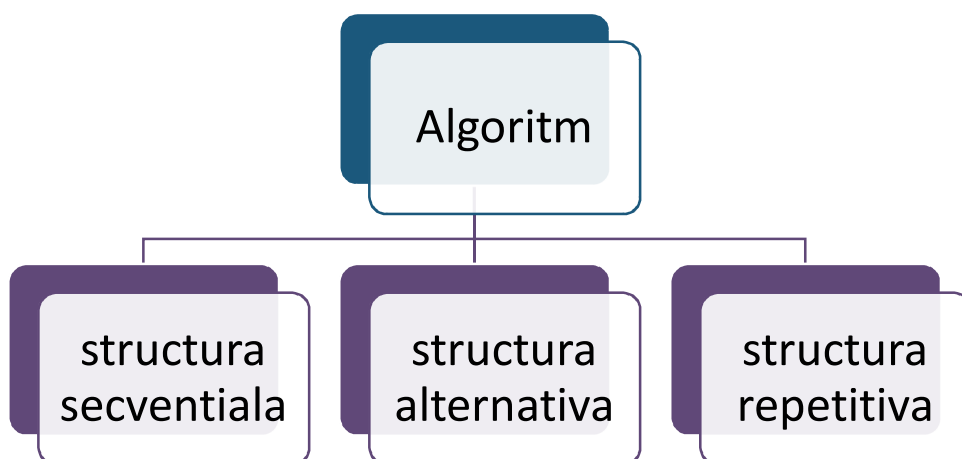 Algoritm
structura
secventiala
structura
alternativa
structura
repetitiva